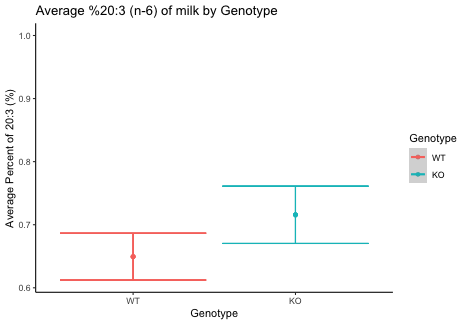 Average %20:3 (n-6) of milk by Genotype
Average Percent of 20:3 (%)
1.0
0.9
0.8
0.7
0.6
WT
KO
Genotype
Genotype
WT
KO